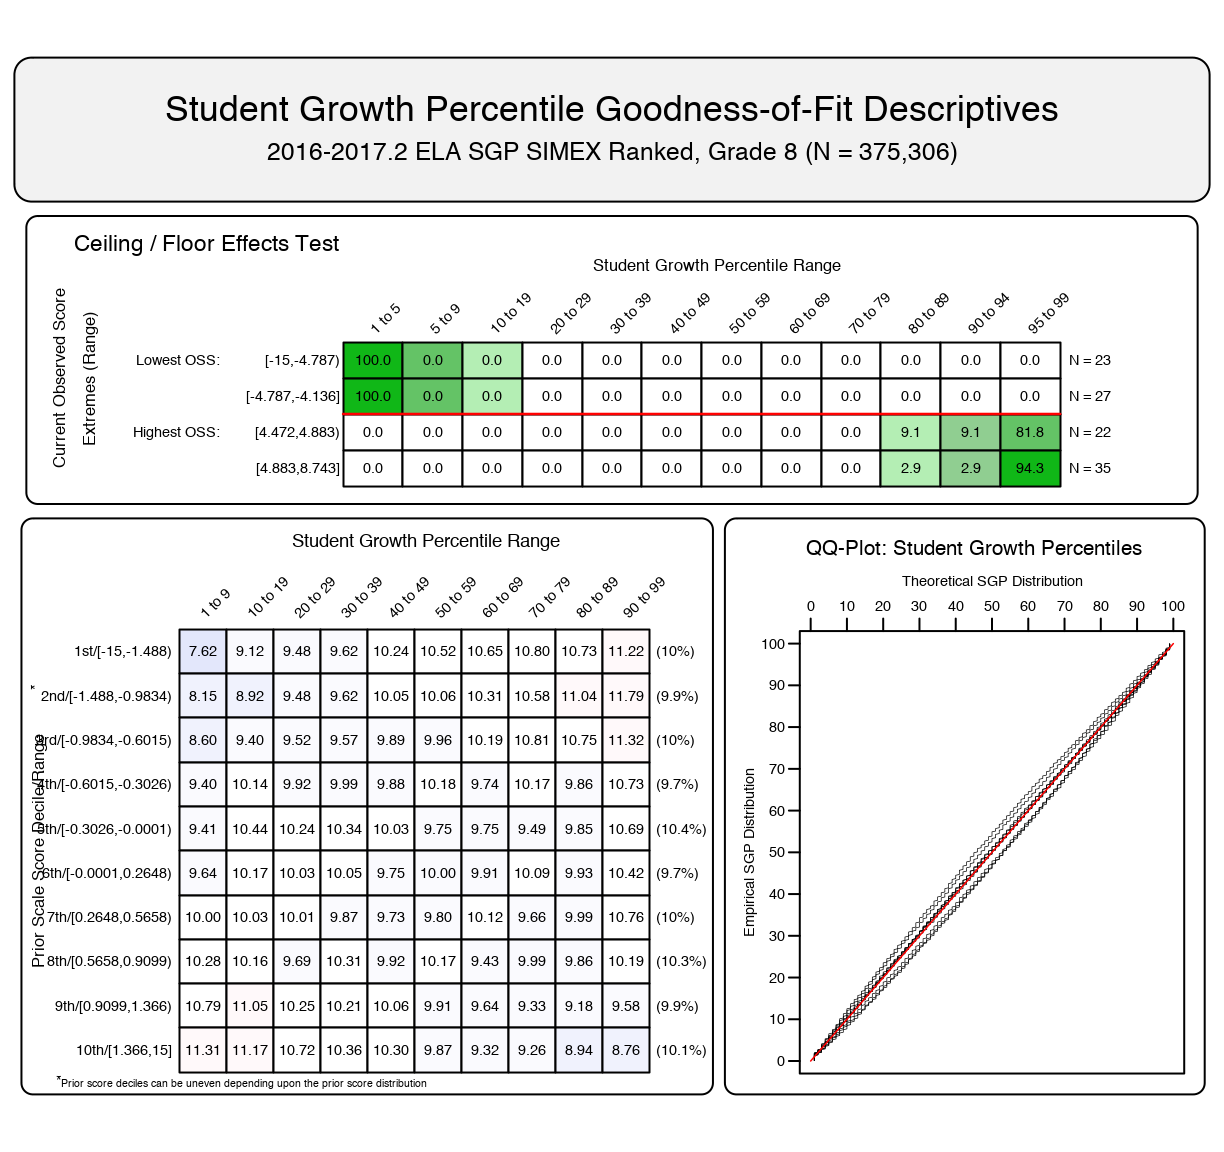 Student Growth Percentile Goodness-of-Fit Descriptives
2016-2017.2 ELA SGP SIMEX Ranked, Grade 8 (N = 375,306)
Ceiling / Floor Effects Test
Student Growth Percentile Range
Current Observed Score
Extremes (Range)
1 to 5 5 to 9 10 to 19 20 to 29 30 to 39 40 to 49 50 to 59 60 to 69 70 to 79 80 to 89 90 to 94 95 to 99
Lowest OSS: [-15,-4.787) 100.0 0.0 0.0 0.0 0.0 0.0 0.0 0.0 0.0 0.0 0.0 0.0 N = 23
[-4.787,-4.136] 100.0 0.0 0.0 0.0 0.0 0.0 0.0 0.0 0.0 0.0 0.0 0.0 N = 27
Highest OSS: [4.472,4.883) 0.0 0.0 0.0 0.0 0.0 0.0 0.0 0.0 0.0 9.1 9.1 81.8 N = 22
[4.883,8.743] 0.0 0.0 0.0 0.0 0.0 0.0 0.0 0.0 0.0 2.9 2.9 94.3 N = 35
Student Growth Percentile Range
* Prior Scale Score Decile/Range
1 to 9 10 to 19 20 to 29 30 to 39 40 to 49 50 to 59 60 to 69 70 to 79 80 to 89 90 to 99
1st/[-15,-1.488) 7.62 9.12 9.48 9.62 10.24 10.52 10.65 10.80 10.73 11.22 (10%)
2nd/[-1.488,-0.9834) 8.15 8.92 9.48 9.62 10.05 10.06 10.31 10.58 11.04 11.79 (9.9%)
3rd/[-0.9834,-0.6015) 8.60 9.40 9.52 9.57 9.89 9.96 10.19 10.81 10.75 11.32 (10%)
4th/[-0.6015,-0.3026) 9.40 10.14 9.92 9.99 9.88 10.18 9.74 10.17 9.86 10.73 (9.7%)
5th/[-0.3026,-0.0001) 9.41 10.44 10.24 10.34 10.03 9.75 9.75 9.49 9.85 10.69 (10.4%)
6th/[-0.0001,0.2648) 9.64 10.17 10.03 10.05 9.75 10.00 9.91 10.09 9.93 10.42 (9.7%)
7th/[0.2648,0.5658) 10.00 10.03 10.01 9.87 9.73 9.80 10.12 9.66 9.99 10.76 (10%)
8th/[0.5658,0.9099) 10.28 10.16 9.69 10.31 9.92 10.17 9.43 9.99 9.86 10.19 (10.3%)
9th/[0.9099,1.366) 10.79 11.05 10.25 10.21 10.06 9.91 9.64 9.33 9.18 9.58 (9.9%)
10th/[1.366,15] 11.31 11.17 10.72 10.36 10.30 9.87 9.32 9.26 8.94 8.76 (10.1%)
*Prior score deciles can be uneven depending upon the prior score distribution
QQ-Plot: Student Growth Percentiles
Theoretical SGP Distribution
0 10 20 30 40 50 60 70 80 90 100
Empirical SGP Distribution
100
90
80
70
60
50
40
30
20
10
0